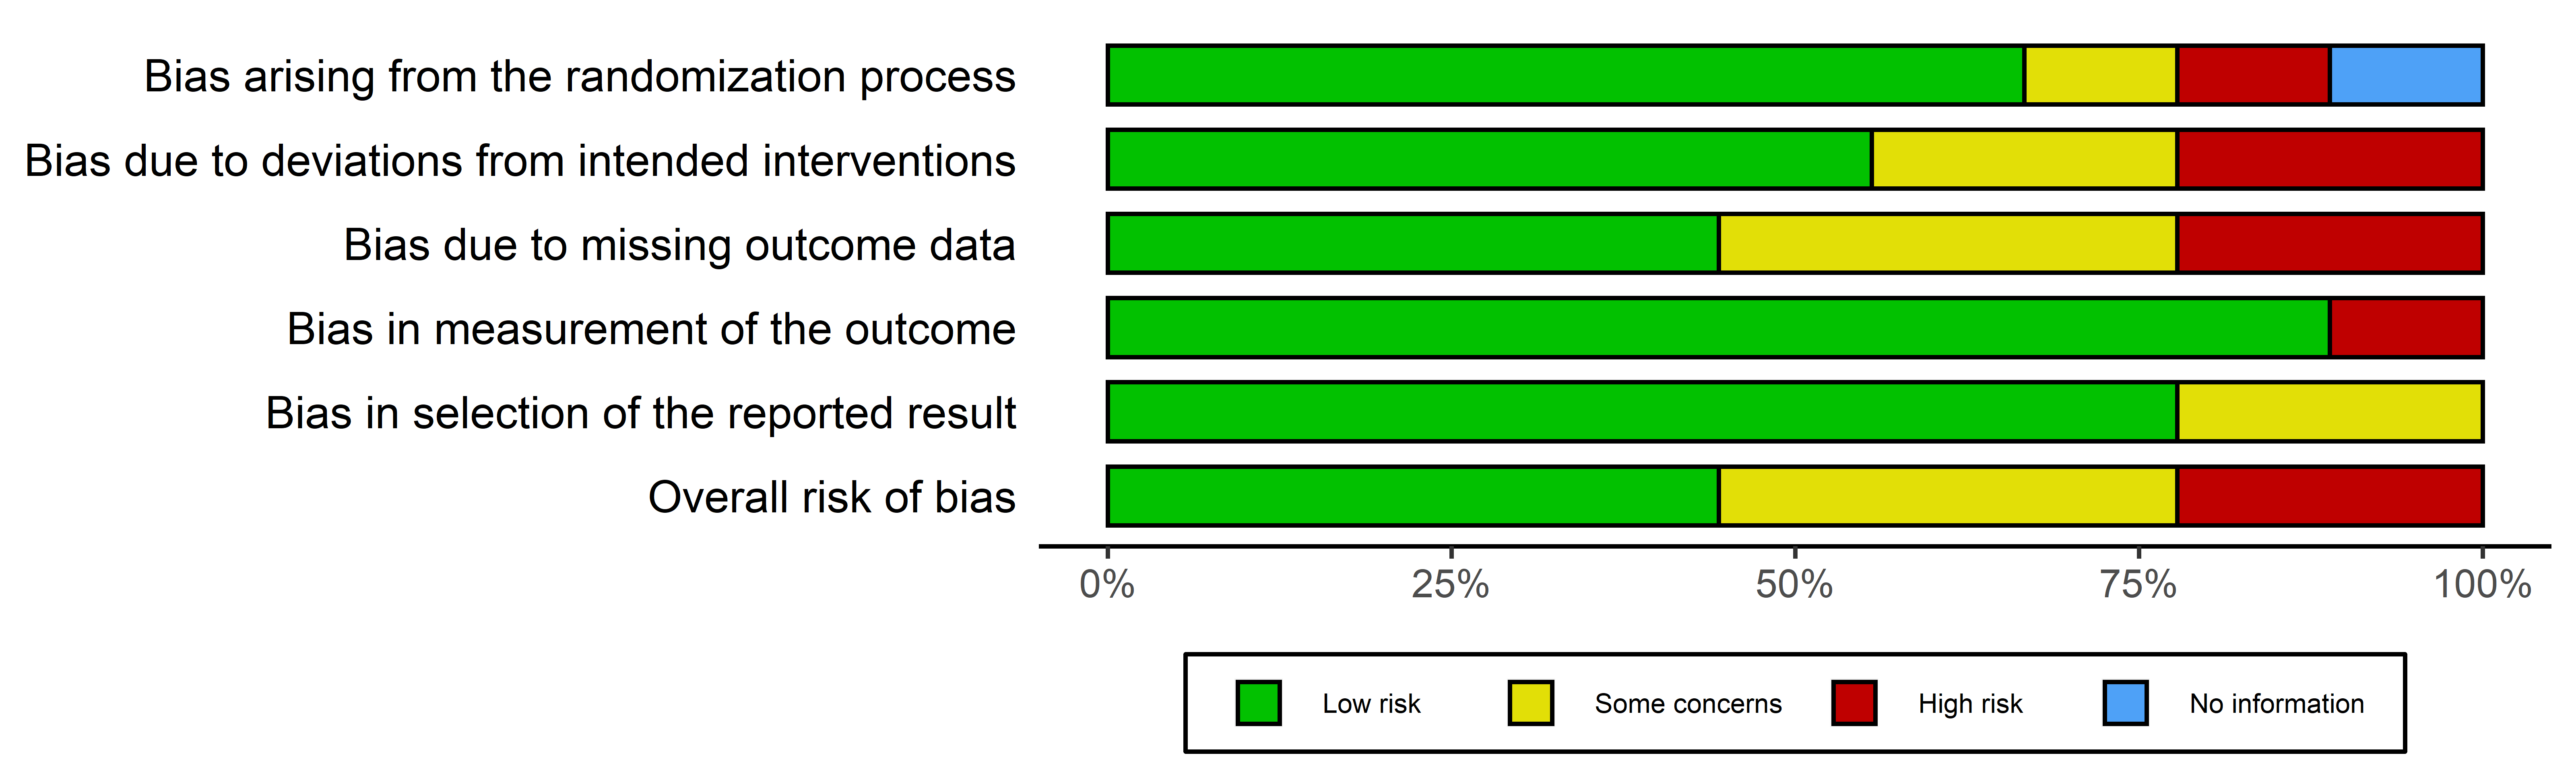 Bias arising from the randomization process
Bias due to deviations from intended interventions
Bias due to missing outcome data
Bias in measurement of the outcome
Bias in selection of the reported result
Overall risk of bias
0% 25% 50% 75% 100%
Low risk Some concerns High risk No information